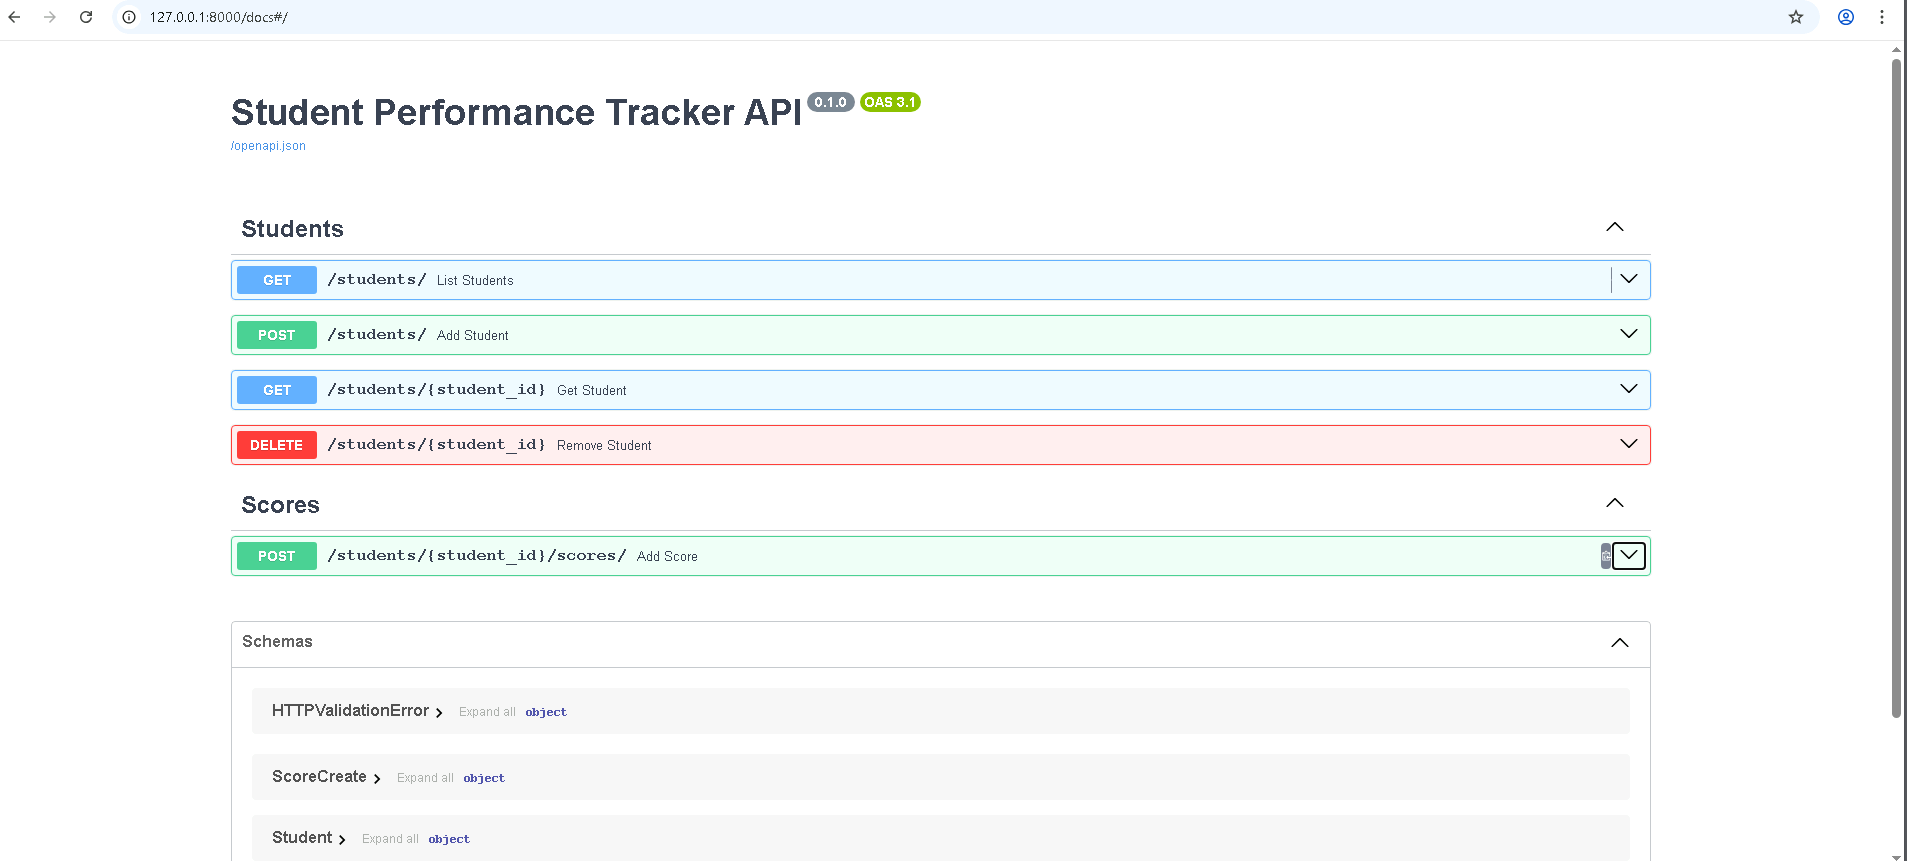 127.0.0.1:8000/docs#/
Student Performance Tracker API 0.1.0 OAS 3.1
/openapi.json
Students
GET /students/ List Students
POST /students/ Add Student
GET /students/{student_id} Get Student
DELETE /students/{student_id} Remove Student
Scores
POST /students/{student_id}/scores/ Add Score
Schemas
HTTPValidationError Expand all object
ScoreCreate Expand all object
Student Expand all object